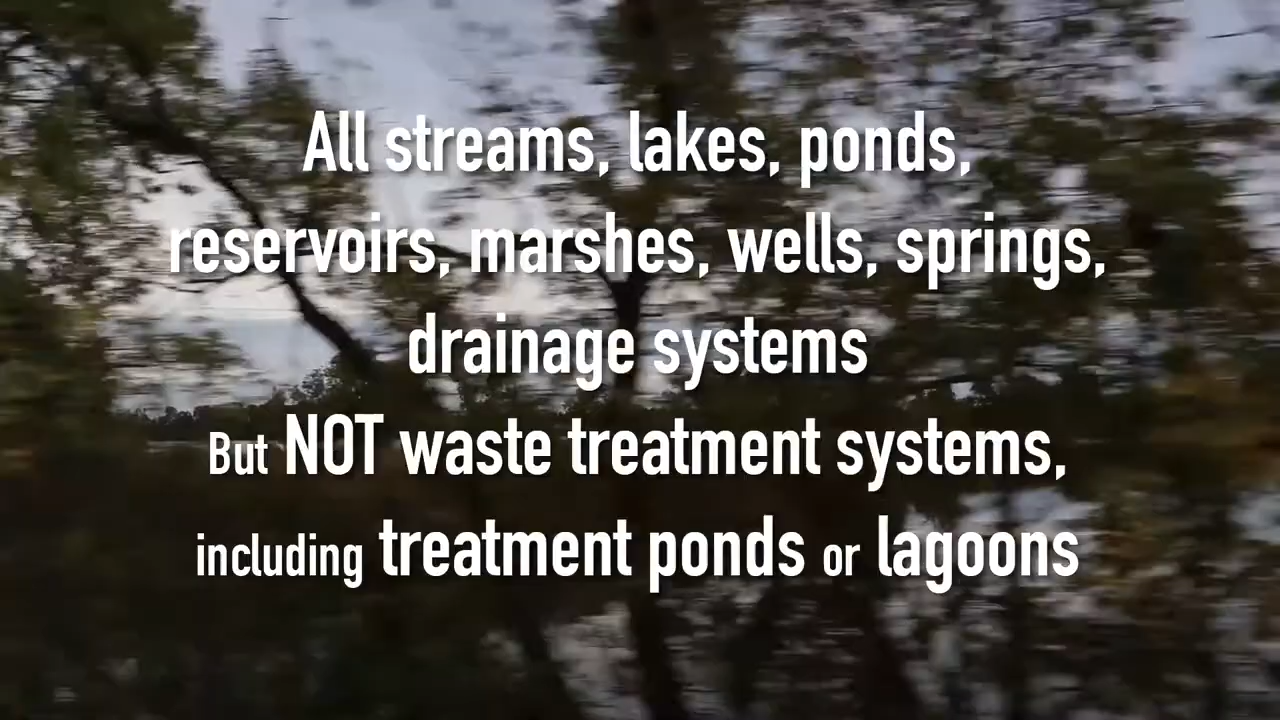 All streams, lakes, ponds,
reservoirs, marshes, wells, springs,
drainage systems
But NOT waste treatment systems,
including treatment ponds or lagoons